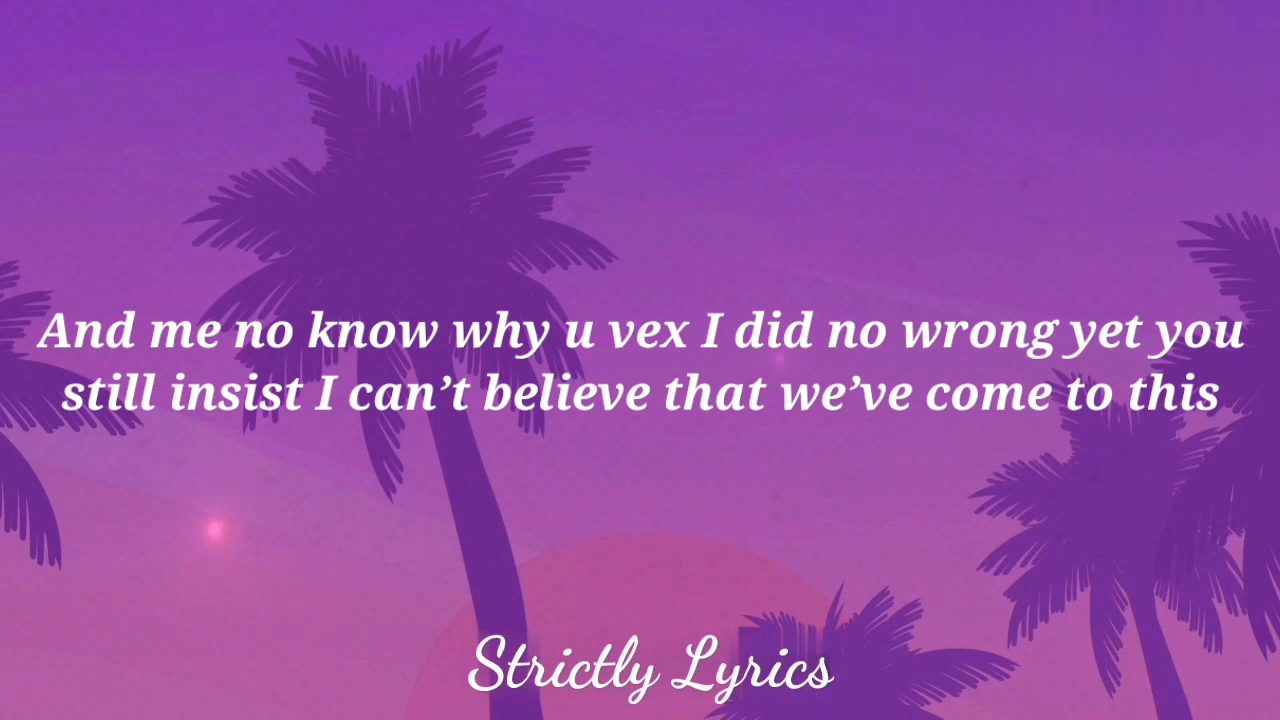 And me no know why u vex I did no wrong yet you
still insist I can’t believe that we’ve come to this
Strictly Lyrics